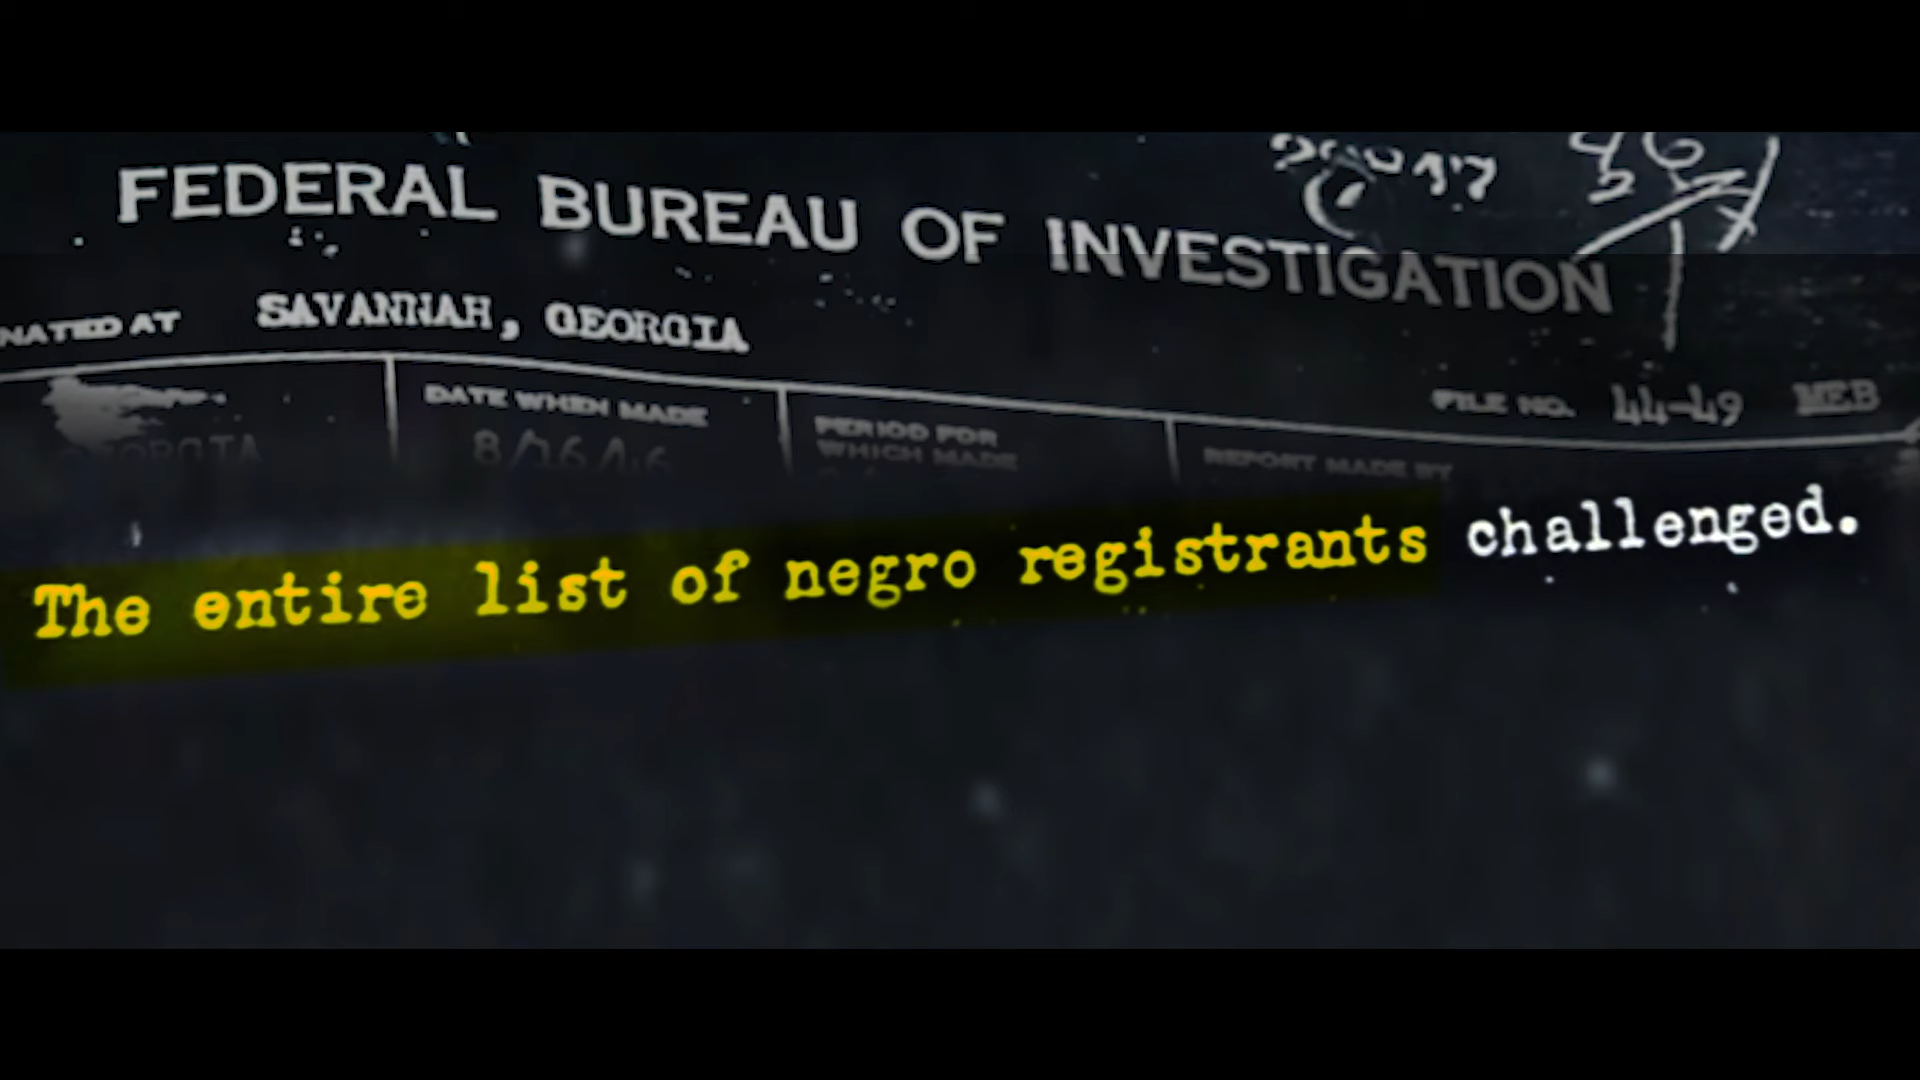 FEDERAL BUREAU OF INVESTIGATION
NATED AT SAVANNAH, GEORGIA
FILE NO. 44-49 MEB
DATE WHEN MADE
PERIOD FOR
WHICH MADE
REPORT MADE BY
The entire list of negro registrants challenged.